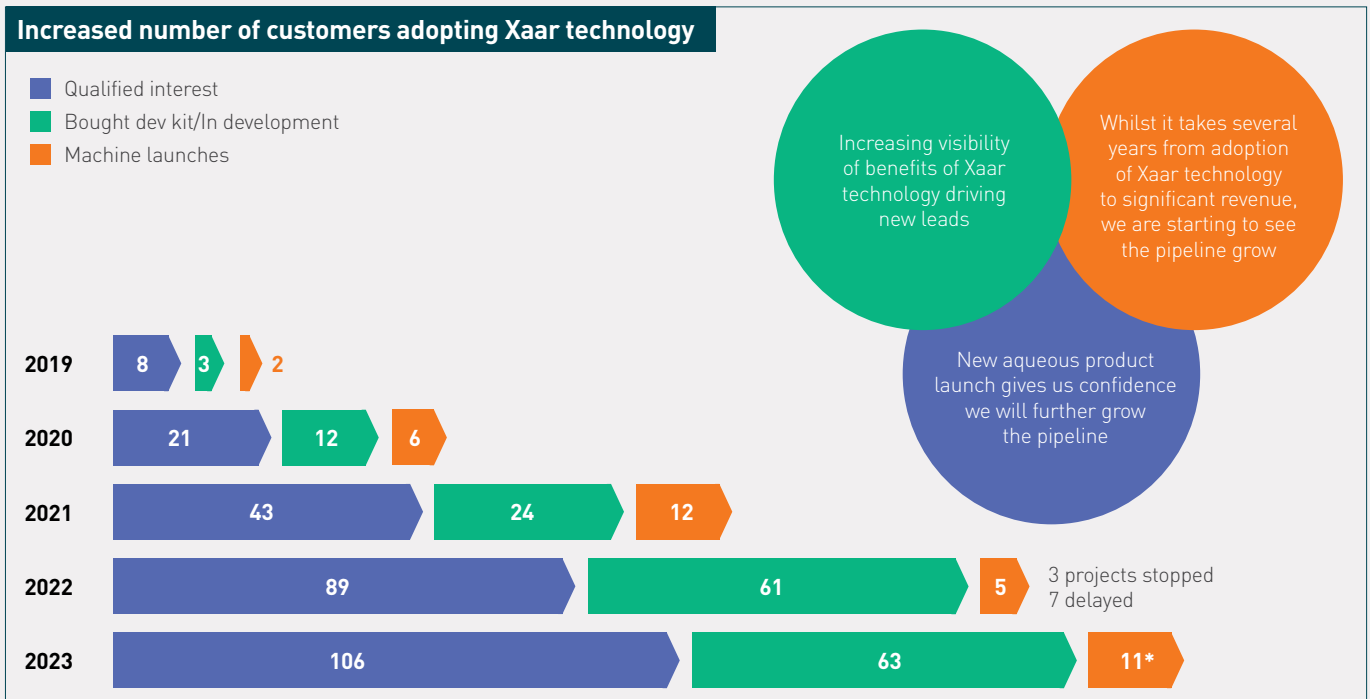 Increased number of customers adopting Xaar technology
Qualified interest
Bought dev kit/In development
Machine launches
Increasing visibility
of benefits of Xaar
technology driving
new leads
Whilst it takes several
years from adoption
of Xaar technology
to significant revenue,
we are starting to see
the pipeline grow
New aqueous product
launch gives us confidence
we will further grow
the pipeline
2019 8 3 2
2020 21 12 6
2021 43 24 12
2022 89 61 5
3 projects stopped
7 delayed
2023 106 63 11*